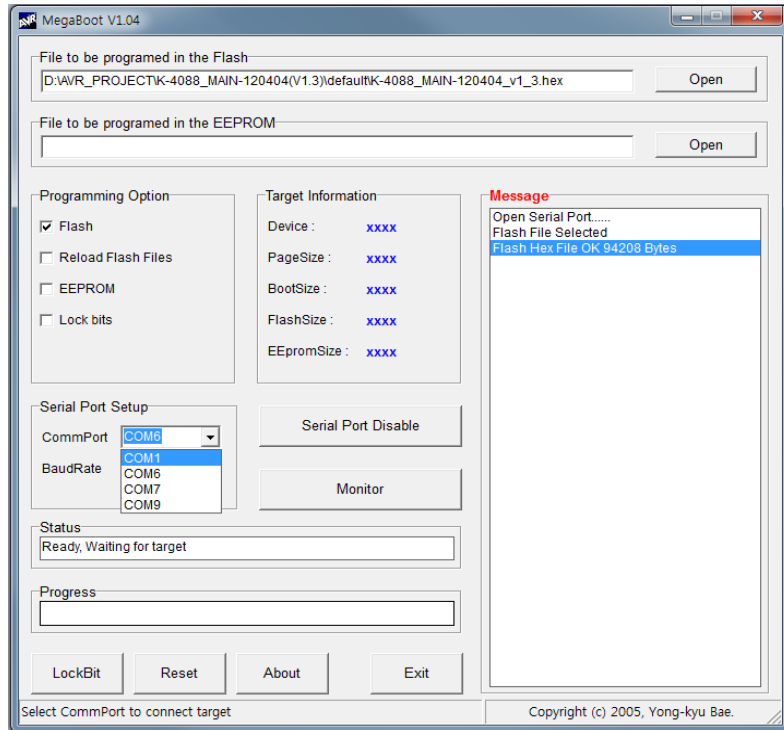 MegaBoot V1.04
File to be programed in the Flash
D:\AVR_PROJECT\K-4088_MAIN-120404(V1.3)\default\K-4088_MAIN-120404_v1_3.hex
Open
File to be programed in the EEPROM
Open
Programming Option
Flash
Reload Flash Files
EEPROM
Lock bits
Target Information
Device : xxxx
PageSize : xxxx
BootSize : xxxx
FlashSize : xxxx
EEpromSize : xxxx
Message
Open Serial Port......
Flash File Selected
Flash Hex File OK 94208 Bytes
Serial Port Setup
CommPort COM6
COM1
COM6
COM7
COM9
BaudRate
Serial Port Disable
Monitor
Status
Ready, Waiting for target
Progress
LockBit
Reset
About
Exit
Select CommPort to connect target
Copyright (c) 2005, Yong-kyu Bae.